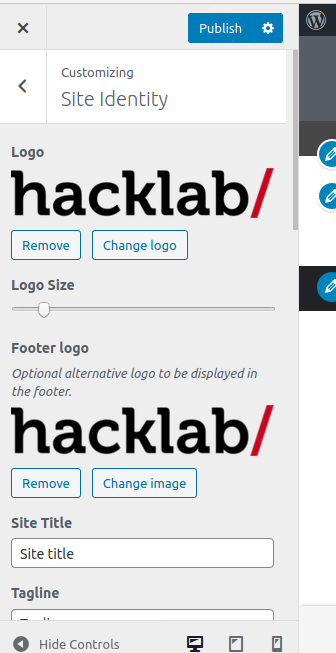 Publish
Customizing
Site Identity
Logo
hacklab/
Remove
Change logo
Logo Size
Footer logo
Optional alternative logo to be displayed in
the footer.
hacklab/
Remove
Change image
Site Title
Site title
Tagline
Hide Controls